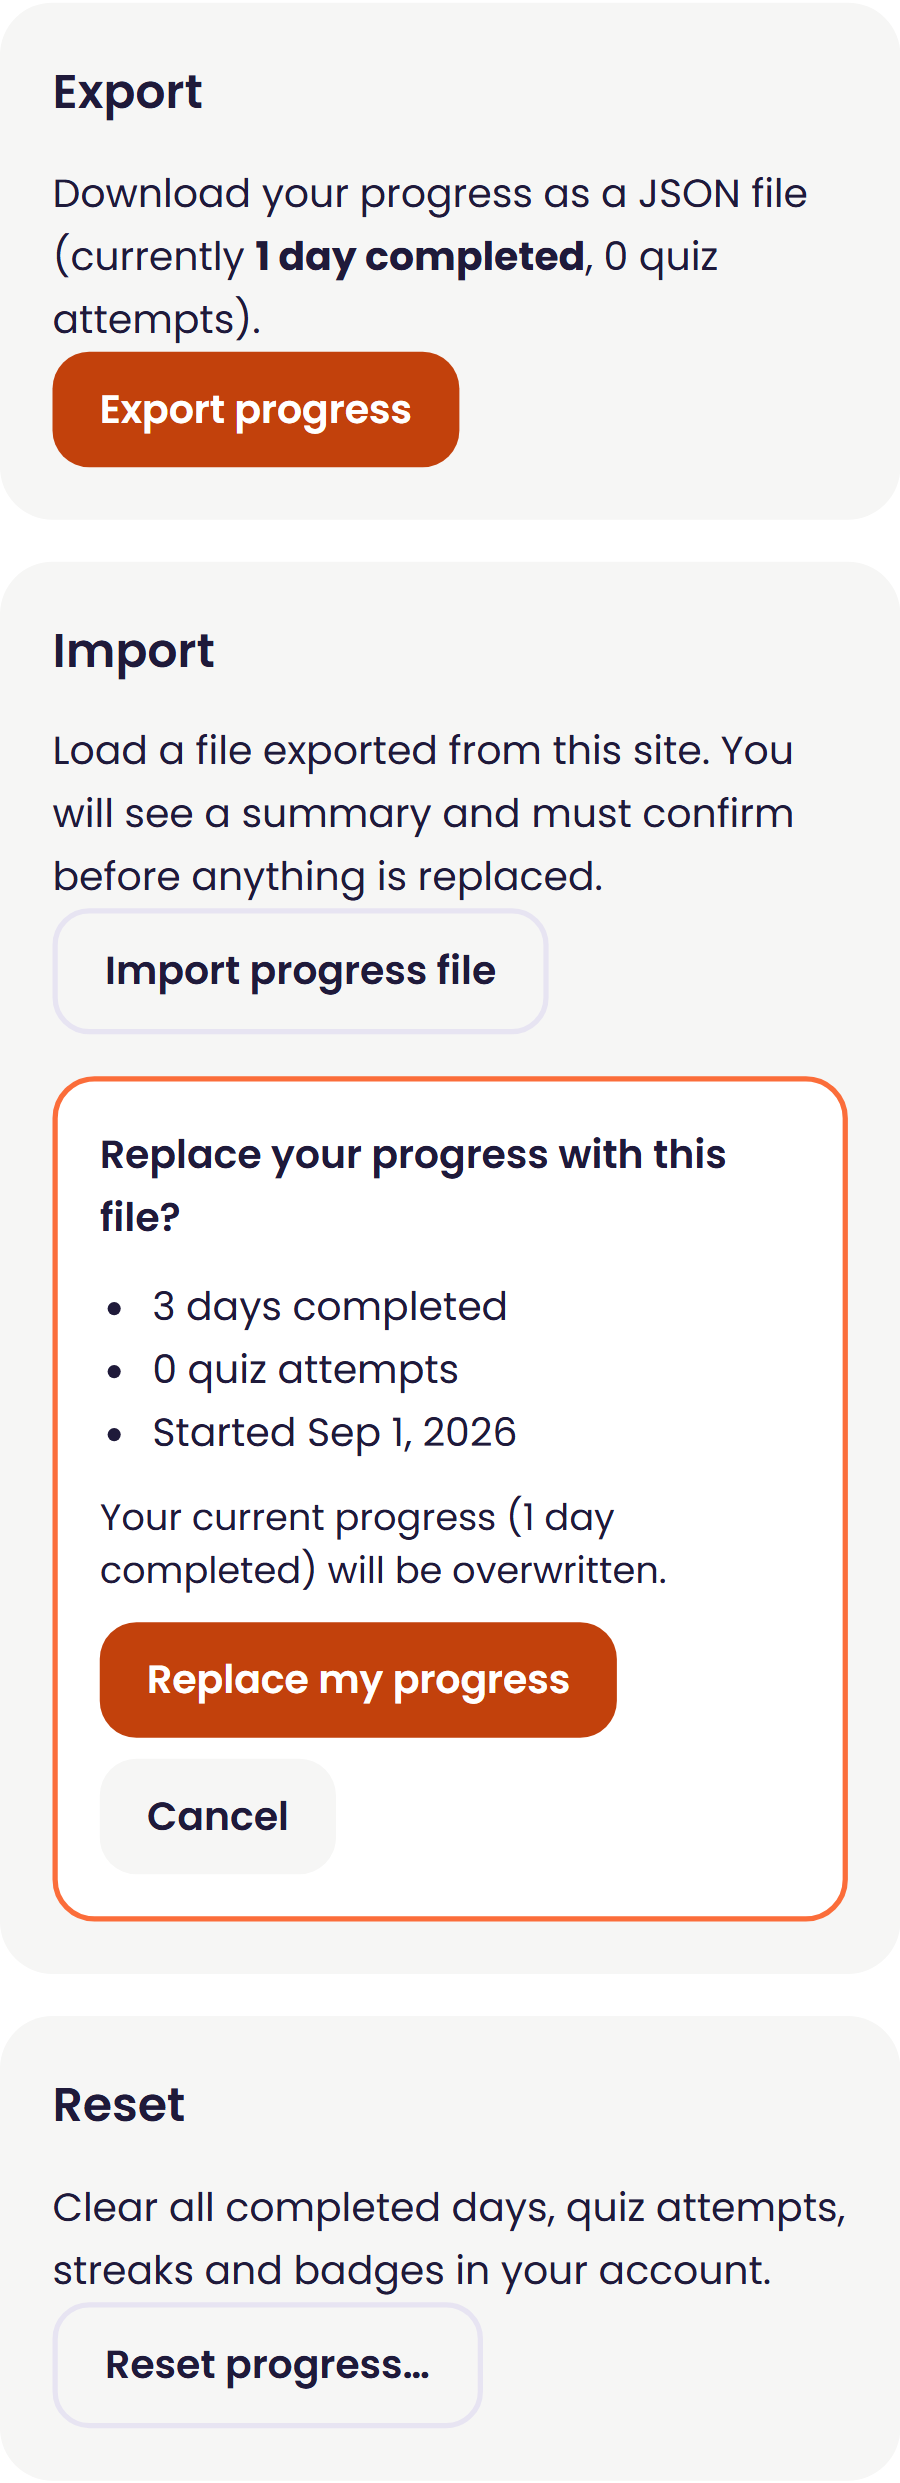 Export
Download your progress as a JSON file
(currently 1 day completed, 0 quiz
attempts).
Export progress
Import
Load a file exported from this site. You
will see a summary and must confirm
before anything is replaced.
Import progress file
Replace your progress with this
file?
• 3 days completed
• 0 quiz attempts
• Started Sep 1, 2026
Your current progress (1 day
completed) will be overwritten.
Replace my progress
Cancel
Reset
Clear all completed days, quiz attempts,
streaks and badges in your account.
Reset progress...